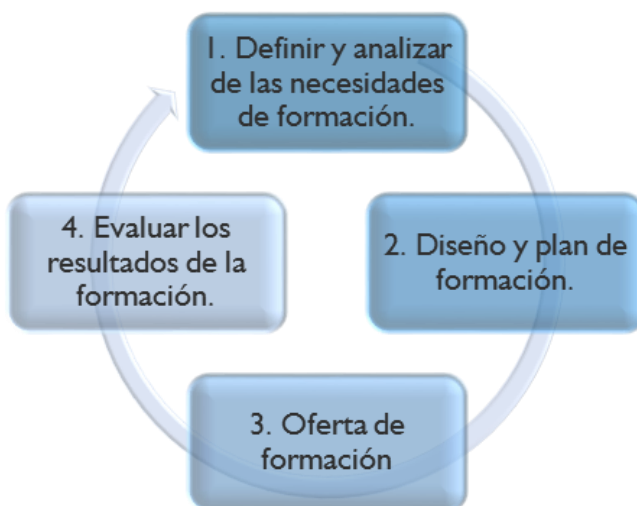 1. Definir y analizar
de las necesidades
de formación.
2. Diseño y plan de
formación.
3. Oferta de
formación
4. Evaluar los
resultados de la
formación.